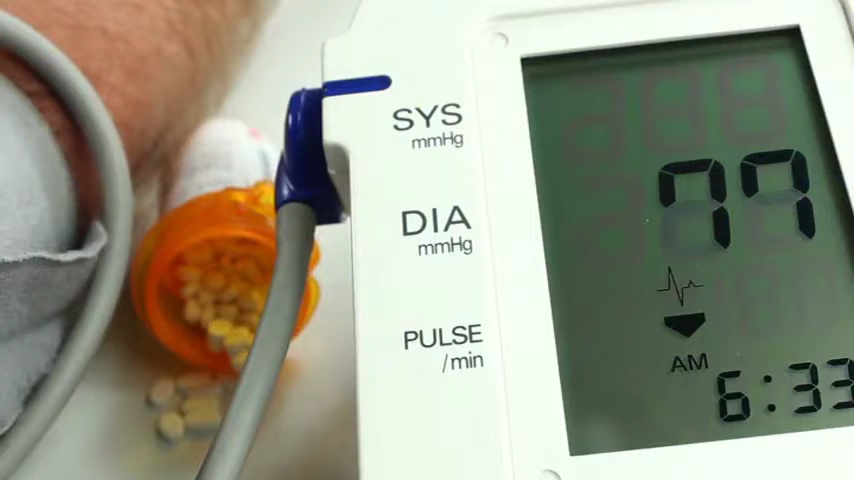 SYS
mmHg
DIA
mmHg
77
PULSE
/min
AM
6:33